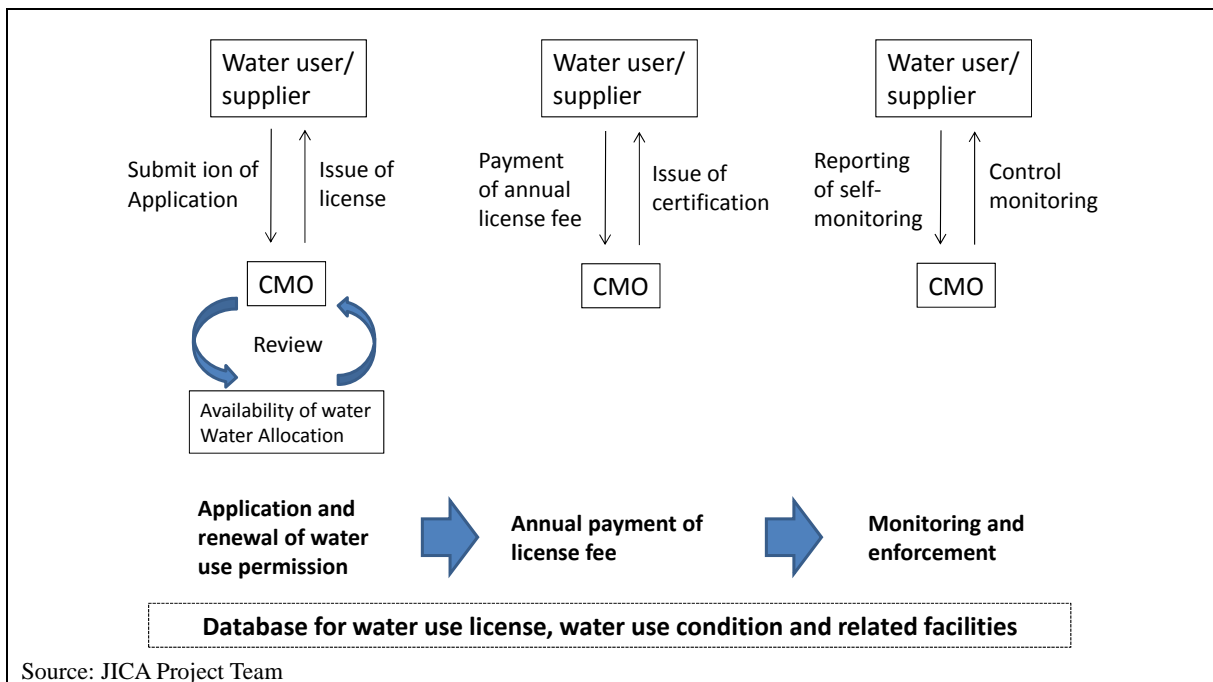 Water user/
supplier
Submit ion of
Application
Issue of
license
CMO
Review
Availability of water
Water Allocation
Water user/
supplier
Payment
of annual
license fee
Issue of
certification
CMO
Water user/
supplier
Reporting
of self-
monitoring
Control
monitoring
CMO
Application and
renewal of water
use permission
Annual payment of
license fee
Monitoring and
enforcement
Database for water use license, water use condition and related facilities
Source: JICA Project Team